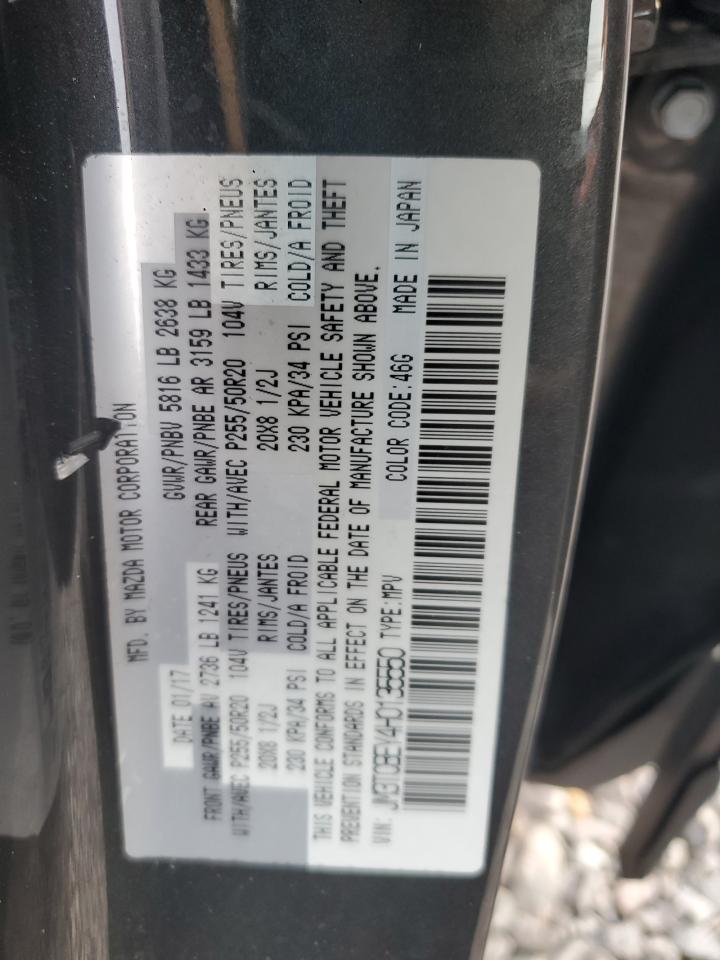 MFD. BY MAZDA MOTOR CORPORATION
DATE 01/17 GVWR/PNBV 5816 LB 2638 KG
FRONT GAWR/PNBE AV 2736 LB 1241 KG REAR GAWR/PNBE AR 3159 LB 1433 KG
WITH/AVEC P255/50R20 104V TIRES/PNEUS WITH/AVEC P255/50R20 104V TIRES/PNEUS
20X8 1/2J RIMS/JANTES 20X8 1/2J RIMS/JANTES
230 KPA/34 PSI COLD/A FROID 230 KPA/34 PSI COLD/A FROID
THIS VEHICLE CONFORMS TO ALL APPLICABLE FEDERAL MOTOR VEHICLE SAFETY AND THEFT
PREVENTION STANDARDS IN EFFECT ON THE DATE OF MANUFACTURE SHOWN ABOVE.
VIN: JM3TCBEY4H0135550 TYPE:MPV COLOR CODE:46G MADE IN JAPAN